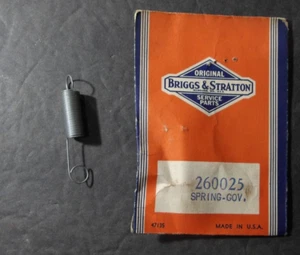 ORIGINAL
BRIGGS & STRATTON
SERVICE
PARTS
260025
SPRING-GOV.
MADE IN U.S.A.